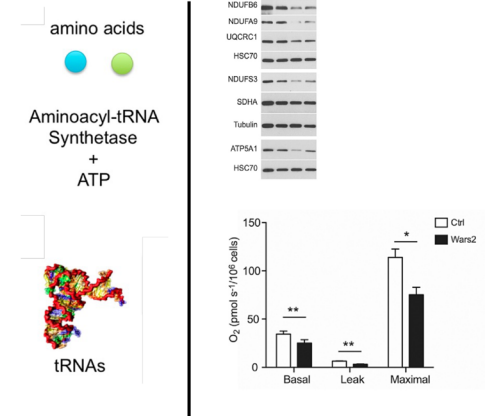 amino acids
Aminoacyl-tRNA
Synthetase
+
ATP
tRNAs
NDUFB6
NDUFA9
UQCRC1
HSC70
NDUFS3
SDHA
Tubulin
ATP5A1
HSC70
O₂ (pmol s⁻¹/10⁶ cells)
150
100
50
0
**
**
*
Ctrl
Wars2
Basal
Leak
Maximal